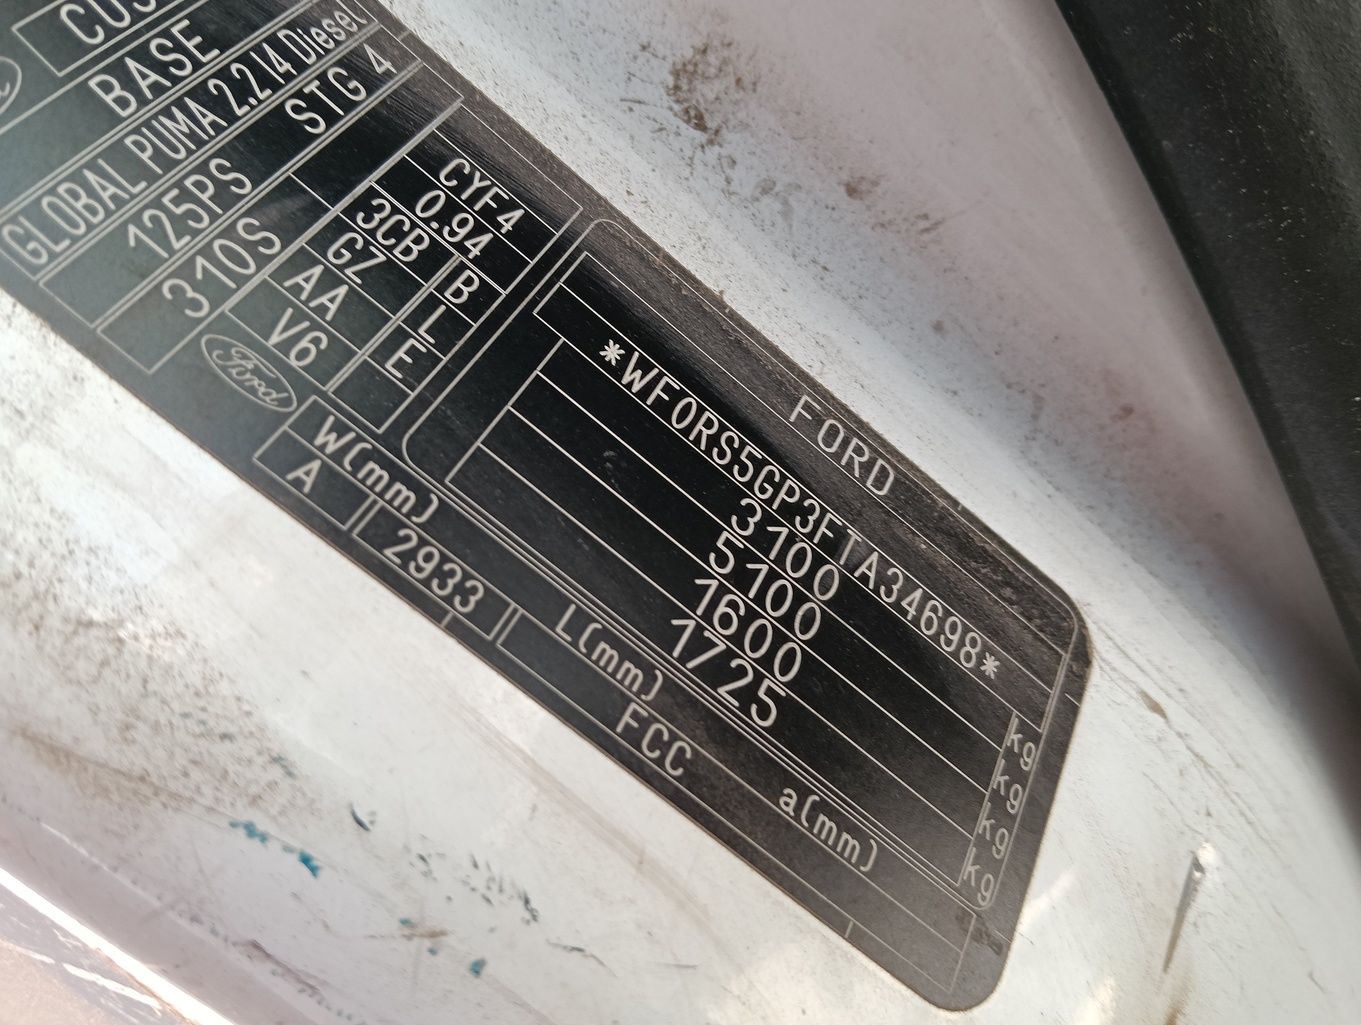 FORD
*WF0RS5GP3FTA34698*
3100 kg
5100 kg
1600 kg
1725 kg
CYF4
0.94
3CB B
GZ L
AA E
V6
BASE
GLOBAL PUMA 2.2 I4 Diesel
STG 4
125PS
310S
Ford
W(mm) L(mm) a(mm)
A 2933 FCC